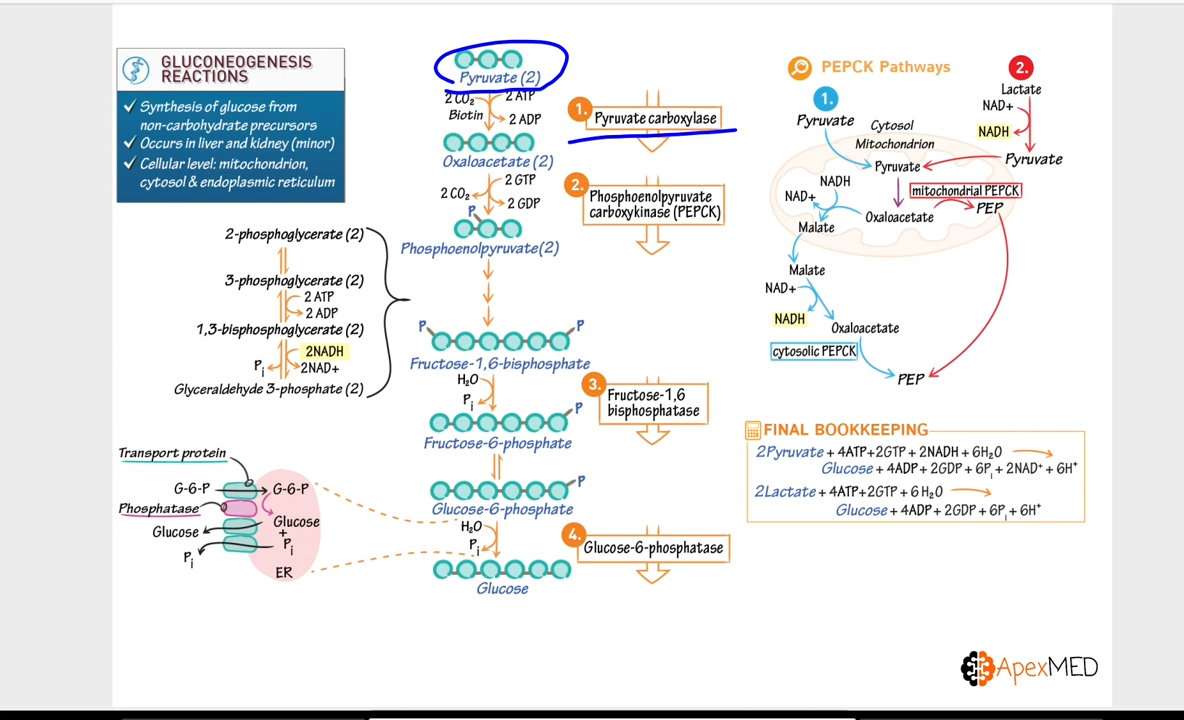 GLUCONEOGENESIS
REACTIONS
✓ Synthesis of glucose from
non-carbohydrate precursors
✓ Occurs in liver and kidney (minor)
✓ Cellular level: mitochondrion,
cytosol & endoplasmic reticulum
2-phosphoglycerate (2)
3-phosphoglycerate (2)
2 ATP
2 ADP
1,3-bisphosphoglycerate (2)
2NADH
Pi
2NAD+
Glyceraldehyde 3-phosphate (2)
Transport protein
G-6-P
G-6-P
Phosphatase
Glucose
Glucose
+
Pi
Pi
ER
Pyruvate (2)
2 CO₂
2 ATP
Biotin
2 ADP
Oxaloacetate (2)
2 GTP
2 CO₂
2 GDP
P
Phosphoenolpyruvate (2)
P
P
Fructose-1,6-bisphosphate
H₂O
Pi
P
Fructose-6-phosphate
P
Glucose-6-phosphate
H₂O
Pi
Glucose
1.
Pyruvate carboxylase
2.
Phosphoenolpyruvate
carboxykinase (PEPCK)
3.
Fructose-1,6
bisphosphatase
4.
Glucose-6-phosphatase
PEPCK Pathways
1.
Pyruvate
Cytosol
Mitochondrion
Pyruvate
NADH
NAD+
Oxaloacetate
Malate
Malate
NAD+
NADH
Oxaloacetate
cytosolic PEPCK
PEP
2.
Lactate
NAD+
NADH
Pyruvate
mitochondrial PEPCK
PEP
FINAL BOOKKEEPING
2Pyruvate + 4ATP+2GTP + 2NADH + 6H₂O
Glucose + 4ADP + 2GDP + 6Pi + 2NAD⁺ + 6H⁺
2Lactate + 4ATP+2GTP + 6 H₂O
Glucose + 4ADP + 2GDP + 6Pi + 6H⁺
ApexMED